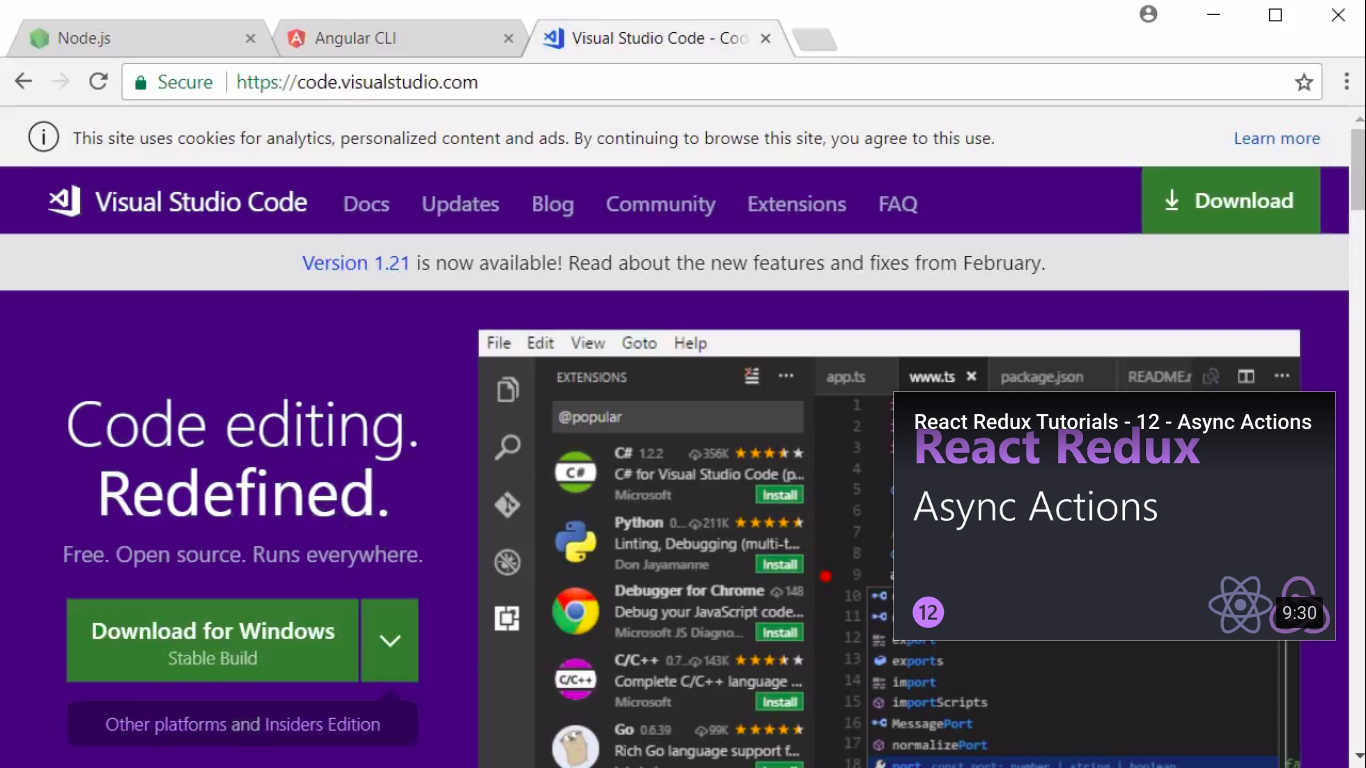 Node.js
Angular CLI
Visual Studio Code - Cod
Secure
https://code.visualstudio.com
This site uses cookies for analytics, personalized content and ads. By continuing to browse this site, you agree to this use.
Learn more
Visual Studio Code
Docs
Updates
Blog
Community
Extensions
FAQ
Download
Version 1.21 is now available! Read about the new features and fixes from February.
Code editing.
Redefined.
Free. Open source. Runs everywhere.
Download for Windows
Stable Build
Other platforms and Insiders Edition
File Edit View Goto Help
EXTENSIONS
@popular
C# 1.2.2 356K
C# for Visual Studio Code (p...
Microsoft Install
Python 0... 211K
Linting, Debugging (multi-t...
Don Jayamanne Install
Debugger for Chrome 148
Debug your JavaScript code...
Microsoft JS Diagno... Install
C/C++ 0.7... 143K
Complete C/C++ language ...
Microsoft Install
Go 0.6.39 99K
Rich Go language support f...
app.ts
www.ts
package.json
README.r
1
2
3
4
5
6
7
8
9
10
11
12 export
13 exports
14 import
15 importScripts
16 MessagePort
17 normalizePort
18 port const port: number | string | boolean
React Redux Tutorials - 12 - Async Actions
React Redux
Async Actions
12
9:30